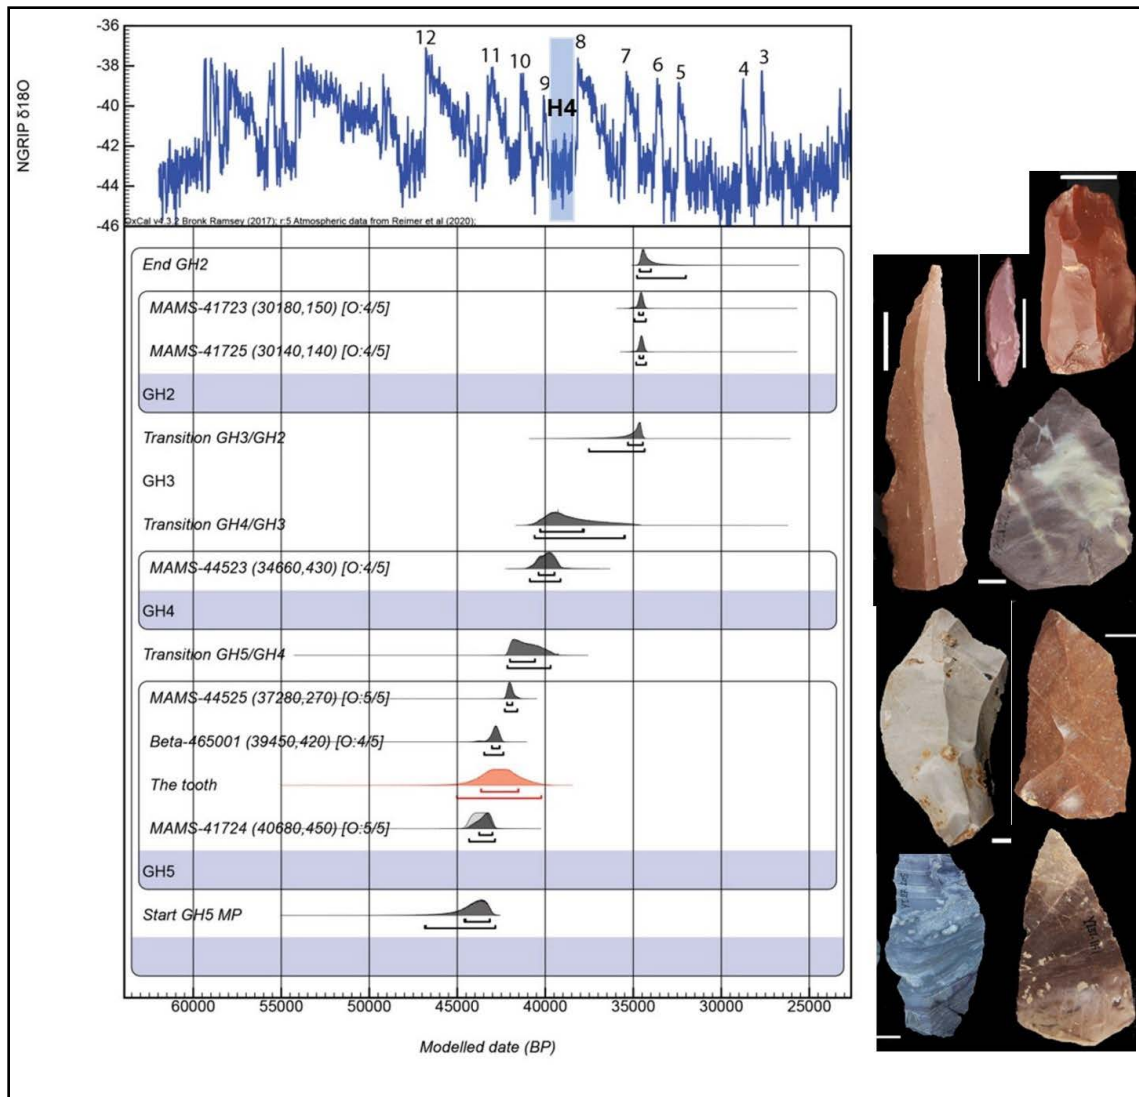 NGRIP δ18O
-36
-38
-40
-42
-44
-46
12
11
10
9
H4
8
7
6
5
4
3
OxCal v4.3.2 Bronk Ramsey (2017); r:5 Atmospheric data from Reimer et al (2020);
End GH2
MAMS-41723 (30180,150) [O:4/5]
MAMS-41725 (30140,140) [O:4/5]
GH2
Transition GH3/GH2
GH3
Transition GH4/GH3
MAMS-44523 (34660,430) [O:4/5]
GH4
Transition GH5/GH4
MAMS-44525 (37280,270) [O:5/5]
Beta-465001 (39450,420) [O:4/5]
The tooth
MAMS-41724 (40680,450) [O:5/5]
GH5
Start GH5 MP
60000 55000 50000 45000 40000 35000 30000 25000
Modelled date (BP)